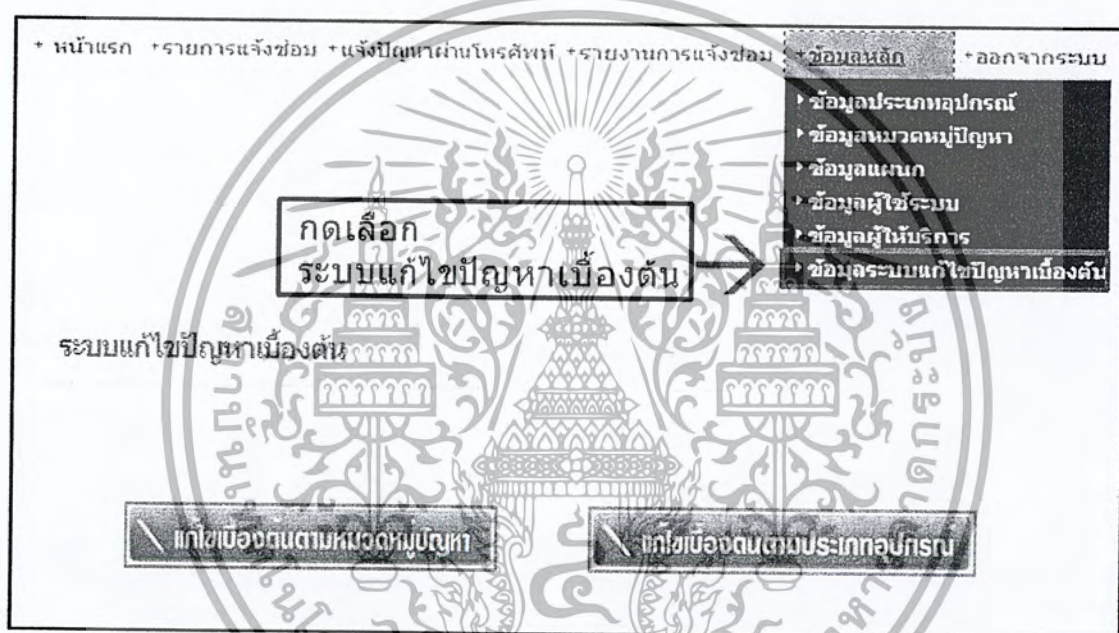 + หน้าแรก +รายการแจ้งซ่อม +แจ้งปัญหาผ่านโทรศัพท์ +รายงานการแจ้งซ่อม +ข้อมูลหลัก +ออกจากระบบ
ข้อมูลประเภทอุปกรณ์
ข้อมูลหมวดหมู่ปัญหา
ข้อมูลแผนก
ข้อมูลผู้ใช้ระบบ
ข้อมูลผู้ให้บริการ
ข้อมูลระบบแก้ไขปัญหาเบื้องต้น
กดเลือก
ระบบแก้ไขปัญหาเบื้องต้น
ระบบแก้ไขปัญหาเบื้องต้น
แก้ไขเบื้องต้นตามหมวดหมู่ปัญหา
แก้ไขเบื้องต้นตามประเภทอุปกรณ์